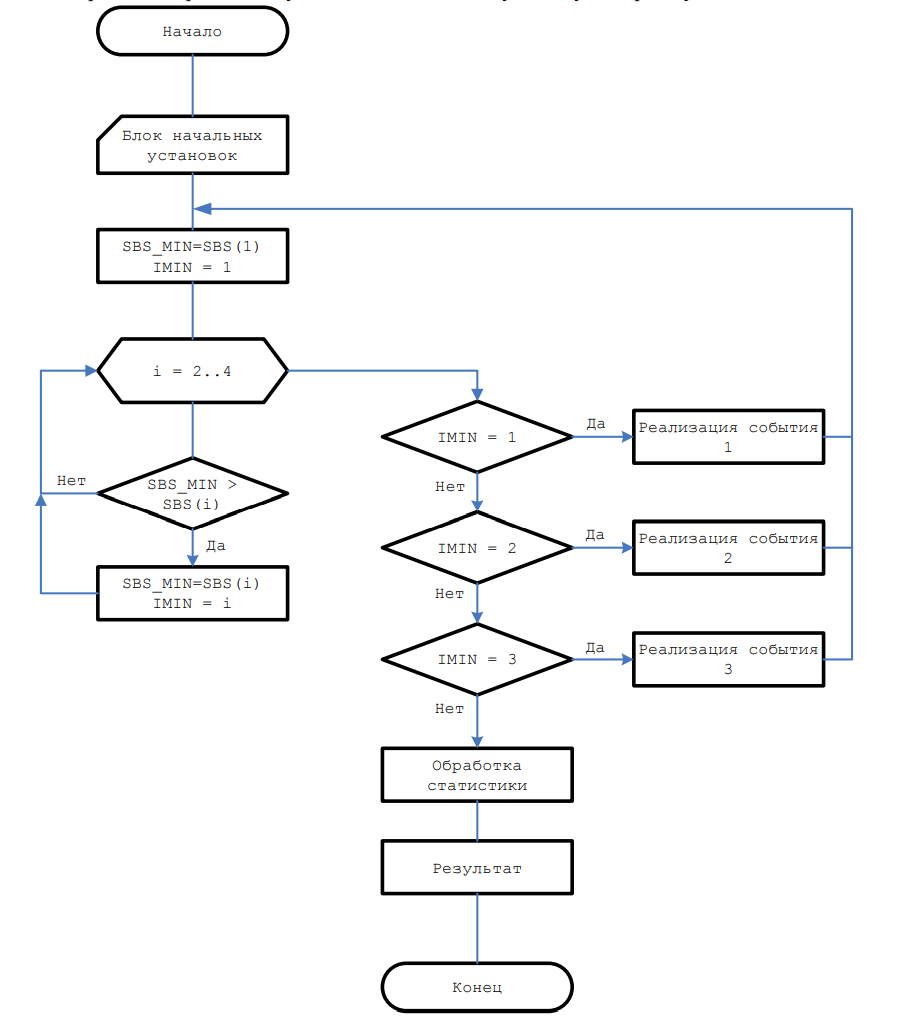 Начало
Блок начальных
установок
SBS_MIN=SBS(1)
IMIN = 1
i = 2..4
Нет
SBS_MIN >
SBS(i)
Да
SBS_MIN=SBS(i)
IMIN = i
IMIN = 1
Да
Реализация события
1
Нет
IMIN = 2
Да
Реализация события
2
Нет
IMIN = 3
Да
Реализация события
3
Нет
Обработка
статистики
Результат
Конец